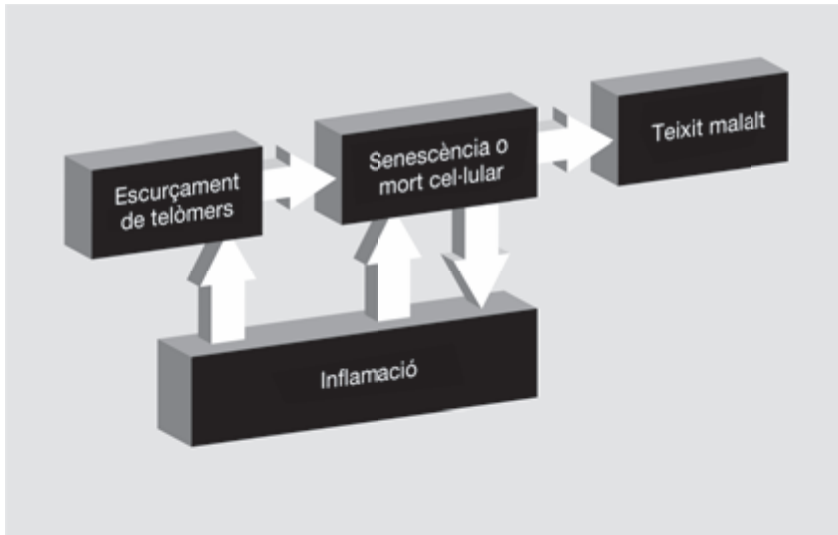 Escurçament
de telòmers
Senescència o
mort cel·lular
Teixit malalt
Inflamació